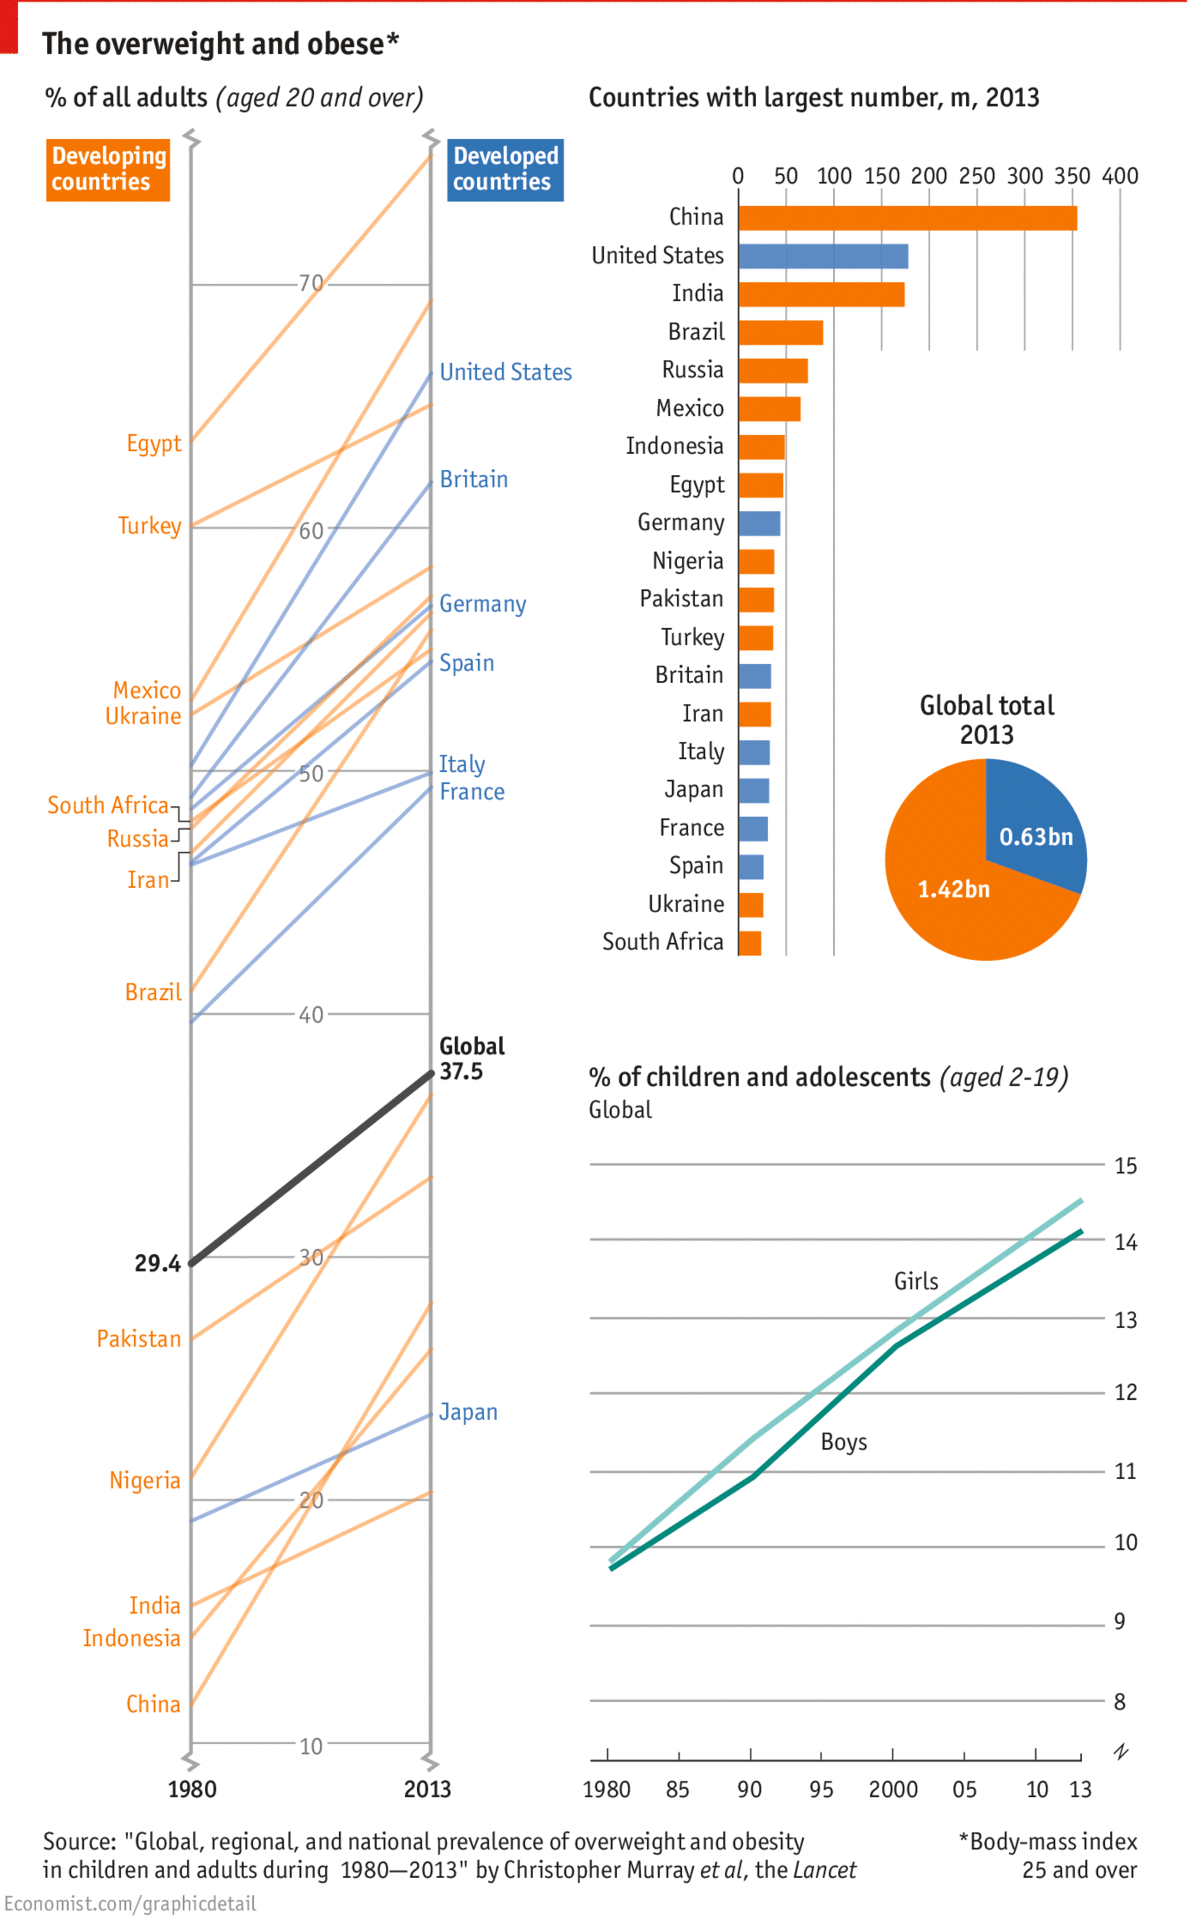 The overweight and obese*
% of all adults (aged 20 and over)
Developing
countries
Developed
countries
70
60
50
40
30
20
10
Egypt
Turkey
Mexico
Ukraine
South Africa
Russia
Iran
Brazil
29.4
Pakistan
Nigeria
India
Indonesia
China
United States
Britain
Germany
Spain
Italy
France
Global
37.5
Japan
1980
2013
Countries with largest number, m, 2013
0 50 100 150 200 250 300 350 400
China
United States
India
Brazil
Russia
Mexico
Indonesia
Egypt
Germany
Nigeria
Pakistan
Turkey
Britain
Iran
Italy
Japan
France
Spain
Ukraine
South Africa
Global total
2013
0.63bn
1.42bn
% of children and adolescents (aged 2-19)
Global
15
14
13
12
11
10
9
8
Girls
Boys
1980 85 90 95 2000 05 10 13
Source: "Global, regional, and national prevalence of overweight and obesity
in children and adults during 1980—2013" by Christopher Murray et al, the Lancet
*Body-mass index
25 and over
Economist.com/graphicdetail